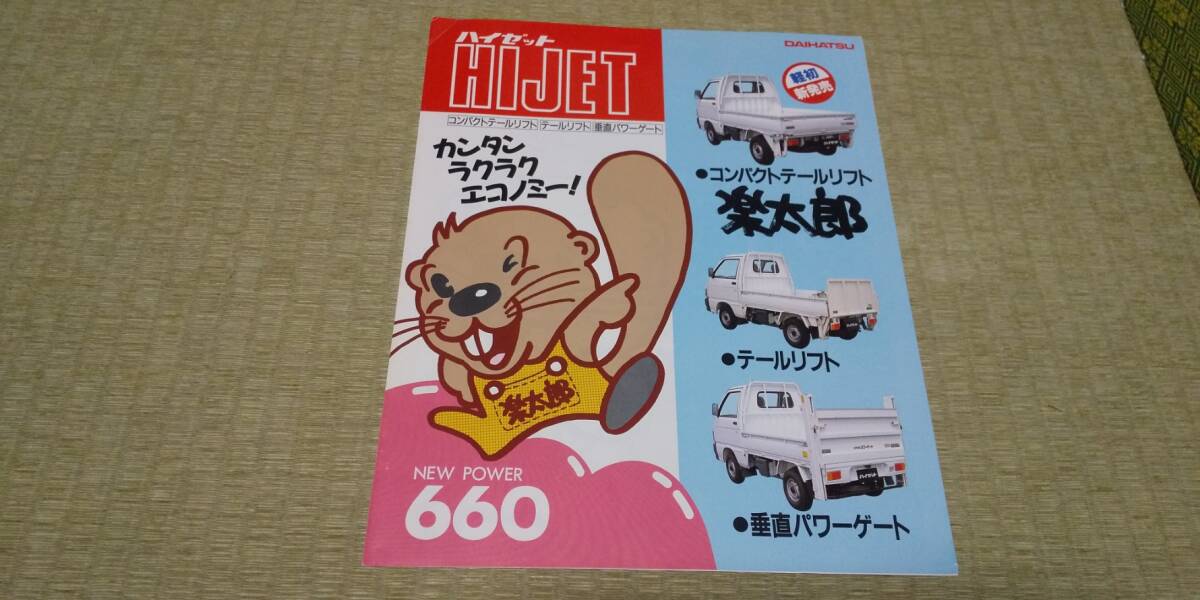 ハイゼット
HIJET
コンパクトテールリフト テールリフト 垂直パワーゲート
カンタン
ラクラク
エコノミー!
楽太郎
NEW POWER
660
DAIHATSU
軽初
新発売
●コンパクトテールリフト
楽太郎
●テールリフト
●垂直パワーゲート